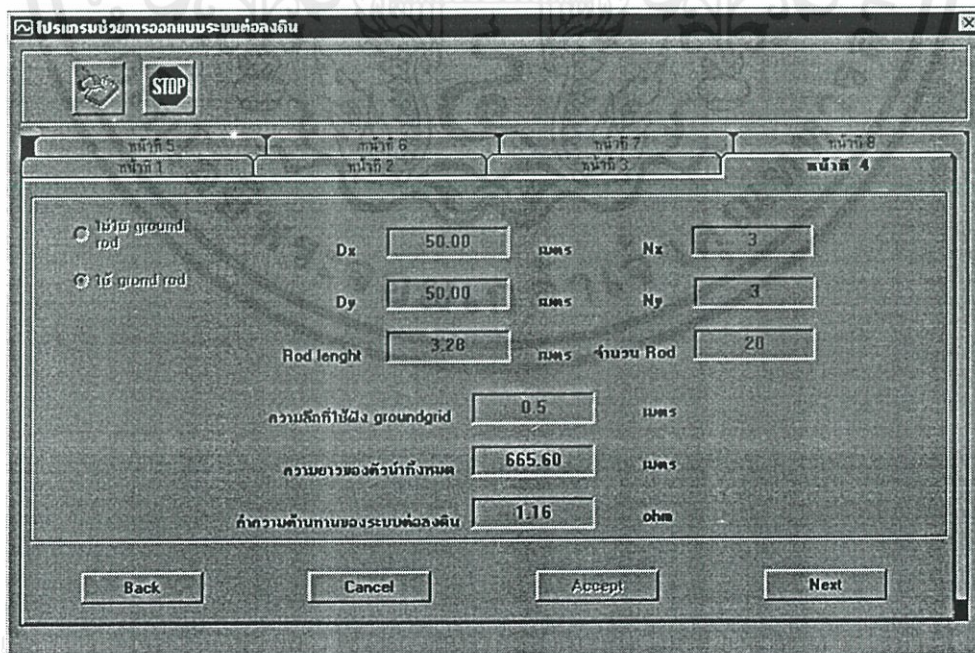 โปรแกรมช่วยการออกแบบระบบต่อลงดิน
STOP
หน้าที่ 5 หน้าที่ 6 หน้าที่ 7 หน้าที่ 8
หน้าที่ 1 หน้าที่ 2 หน้าที่ 3 หน้าที่ 4
ไม่ใช้ ground
rod
ใช้ grond rod
Dx 50.00 เมตร Nx 3
Dy 50.00 เมตร Ny 3
Rod lenght 3.28 เมตร จำนวน Rod 20
ความลึกที่ใช้ฝัง groundgrid 0.5 เมตร
ความยาวของตัวนำทั้งหมด 665.60 เมตร
ค่าความต้านทานของระบบต่อลงดิน 1.16 ohm
Back Cancel Accept Next